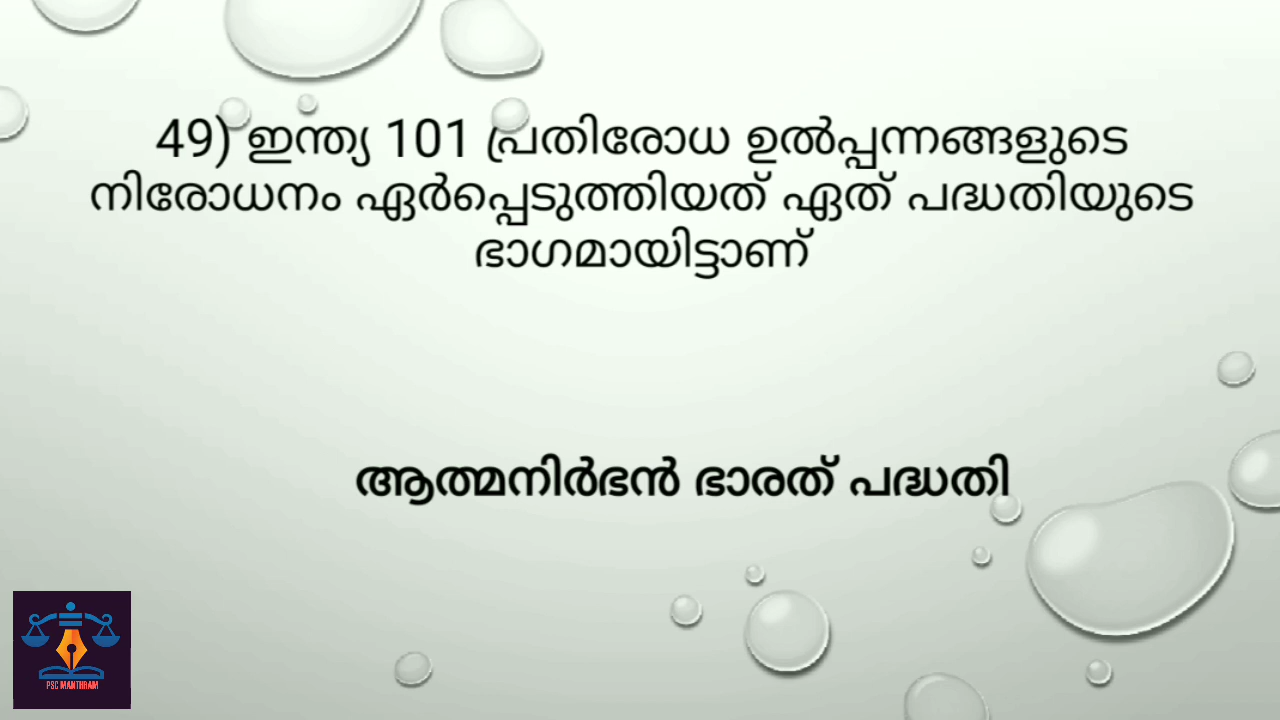 49) ഇന്ത്യ 101 പ്രതിരോധ ഉൽപ്പന്നങ്ങളുടെ
നിരോധനം ഏർപ്പെടുത്തിയത് ഏത് പദ്ധതിയുടെ
ഭാഗമായിട്ടാണ്
ആത്മനിർഭൻ ഭാരത് പദ്ധതി
PSC MANTHRAM